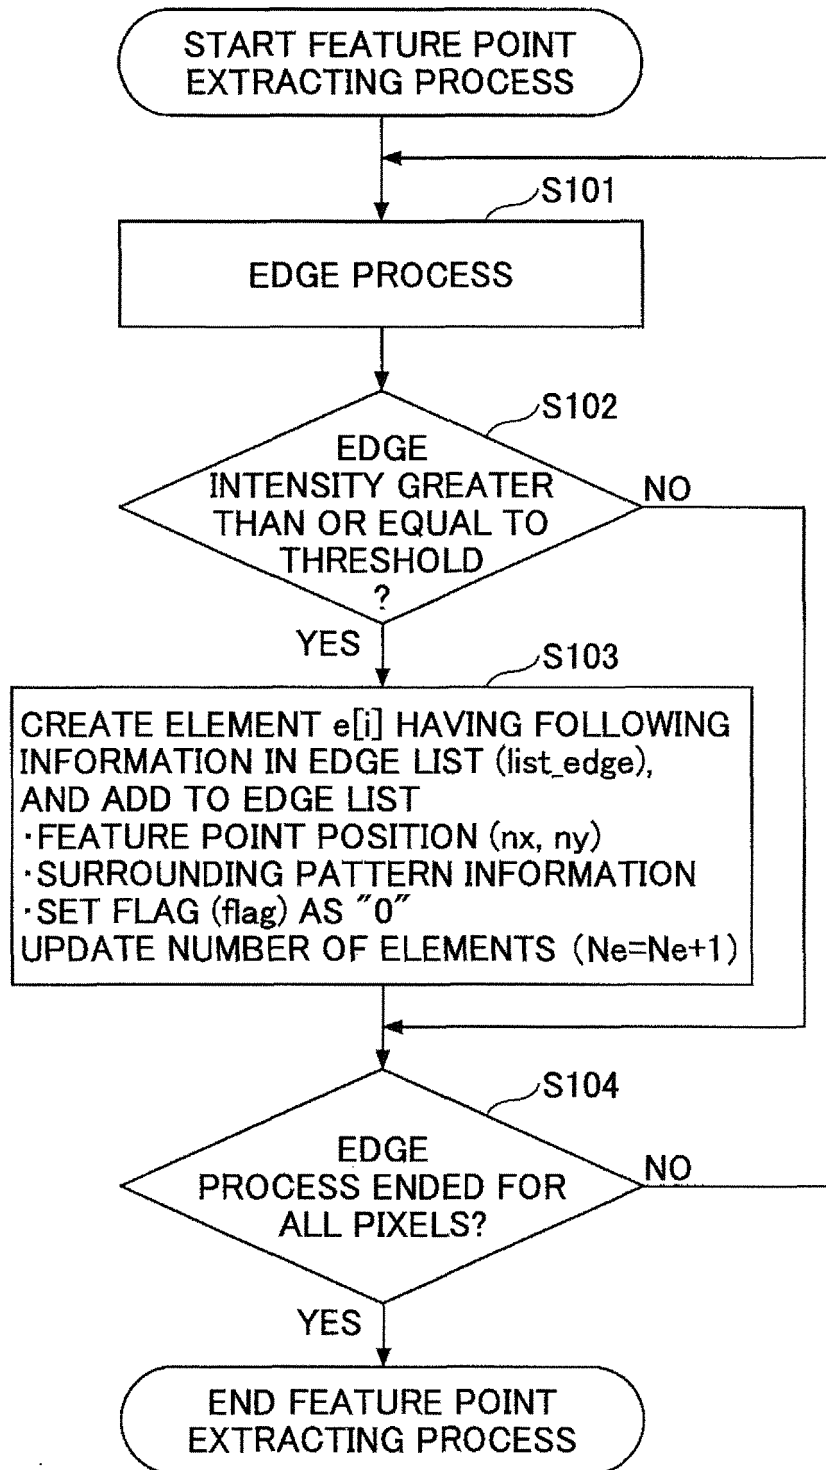 START FEATURE POINT
EXTRACTING PROCESS
S101
EDGE PROCESS
S102
EDGE
INTENSITY GREATER
THAN OR EQUAL TO
THRESHOLD
?
NO
YES
S103
CREATE ELEMENT e[i] HAVING FOLLOWING
INFORMATION IN EDGE LIST (list_edge),
AND ADD TO EDGE LIST
·FEATURE POINT POSITION (nx, ny)
·SURROUNDING PATTERN INFORMATION
·SET FLAG (flag) AS "0"
UPDATE NUMBER OF ELEMENTS (Ne=Ne+1)
S104
EDGE
PROCESS ENDED FOR
ALL PIXELS?
NO
YES
END FEATURE POINT
EXTRACTING PROCESS